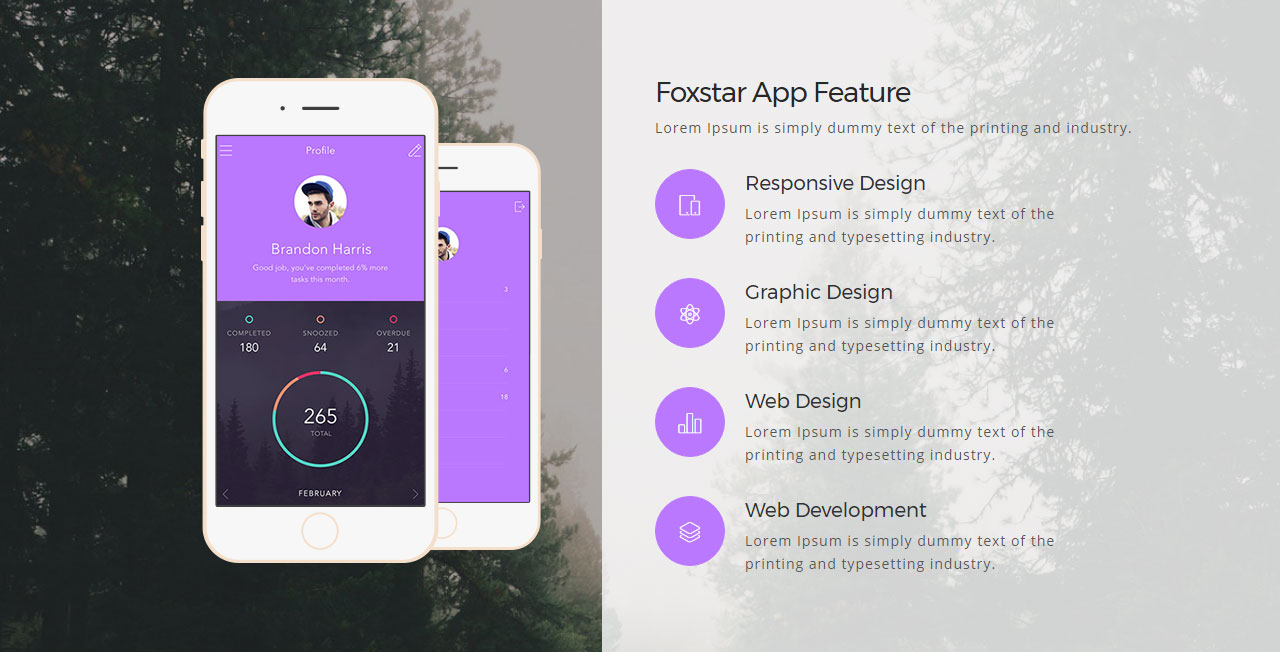 Profile
Brandon Harris
Good job, you've completed 6% more
tasks this month.
COMPLETED
SNOOZED
OVERDUE
180
64
21
265
TOTAL
FEBRUARY
3
6
18
Foxstar App Feature
Lorem Ipsum is simply dummy text of the printing and industry.
Responsive Design
Lorem Ipsum is simply dummy text of the
printing and typesetting industry.
Graphic Design
Lorem Ipsum is simply dummy text of the
printing and typesetting industry.
Web Design
Lorem Ipsum is simply dummy text of the
printing and typesetting industry.
Web Development
Lorem Ipsum is simply dummy text of the
printing and typesetting industry.